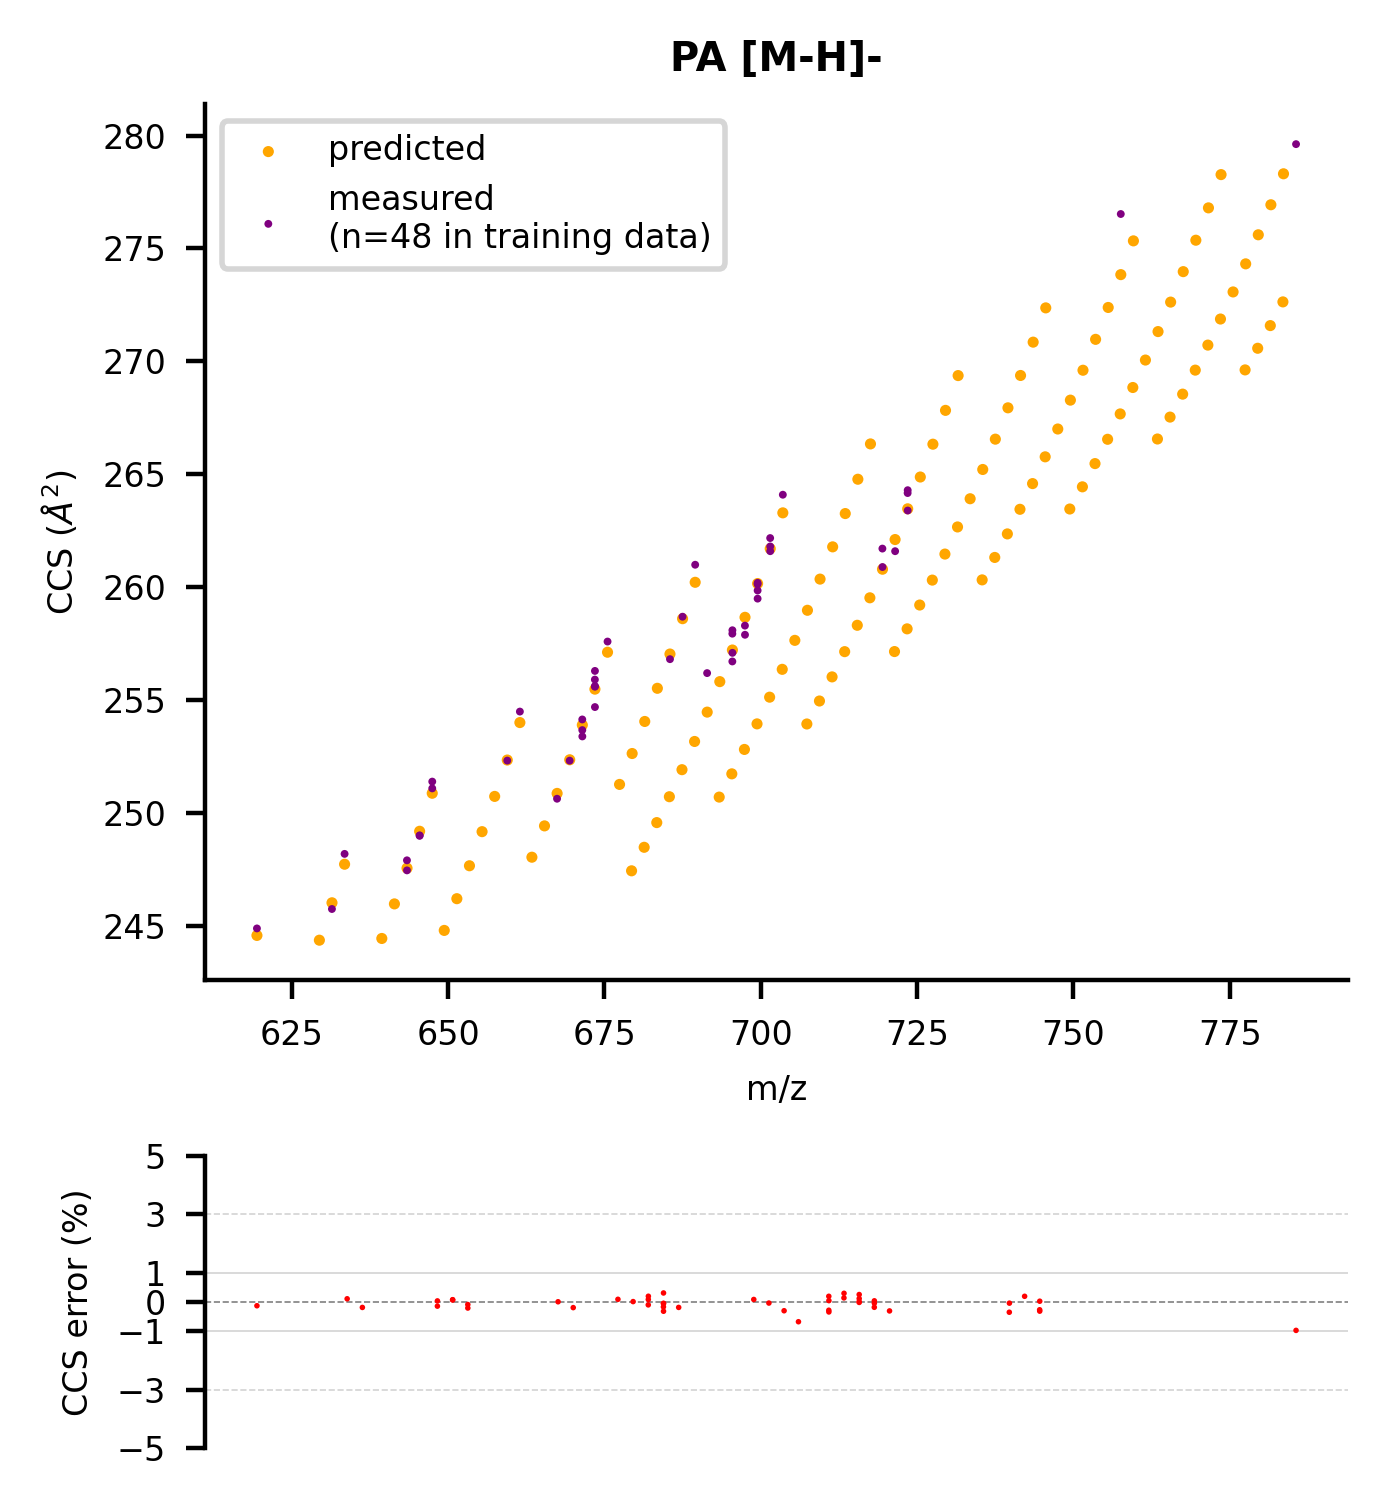 PA [M-H]-
predicted
measured
(n=48 in training data)
CCS (Å²)
280
275
270
265
260
255
250
245
625 650 675 700 725 750 775
m/z
CCS error (%)
5
3
1
0
−1
−3
−5